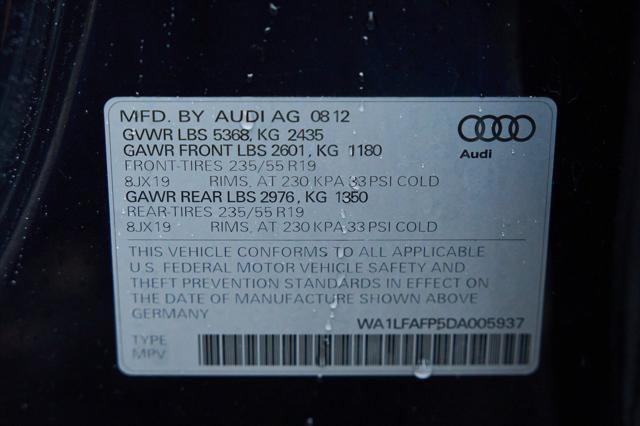 MFD. BY AUDI AG 08 12
GVWR LBS 5368, KG 2435
GAWR FRONT LBS 2601, KG 1180
FRONT-TIRES 235/55 R19
8JX19 RIMS, AT 230 KPA 33 PSI COLD
GAWR REAR LBS 2976, KG 1350
REAR-TIRES 235/55 R19
8JX19 RIMS, AT 230 KPA 33 PSI COLD
Audi
THIS VEHICLE CONFORMS TO ALL APPLICABLE
U.S. FEDERAL MOTOR VEHICLE SAFETY AND
THEFT PREVENTION STANDARDS IN EFFECT ON
THE DATE OF MANUFACTURE SHOWN ABOVE
GERMANY
WA1LFAFP5DA005937
TYPE
MPV